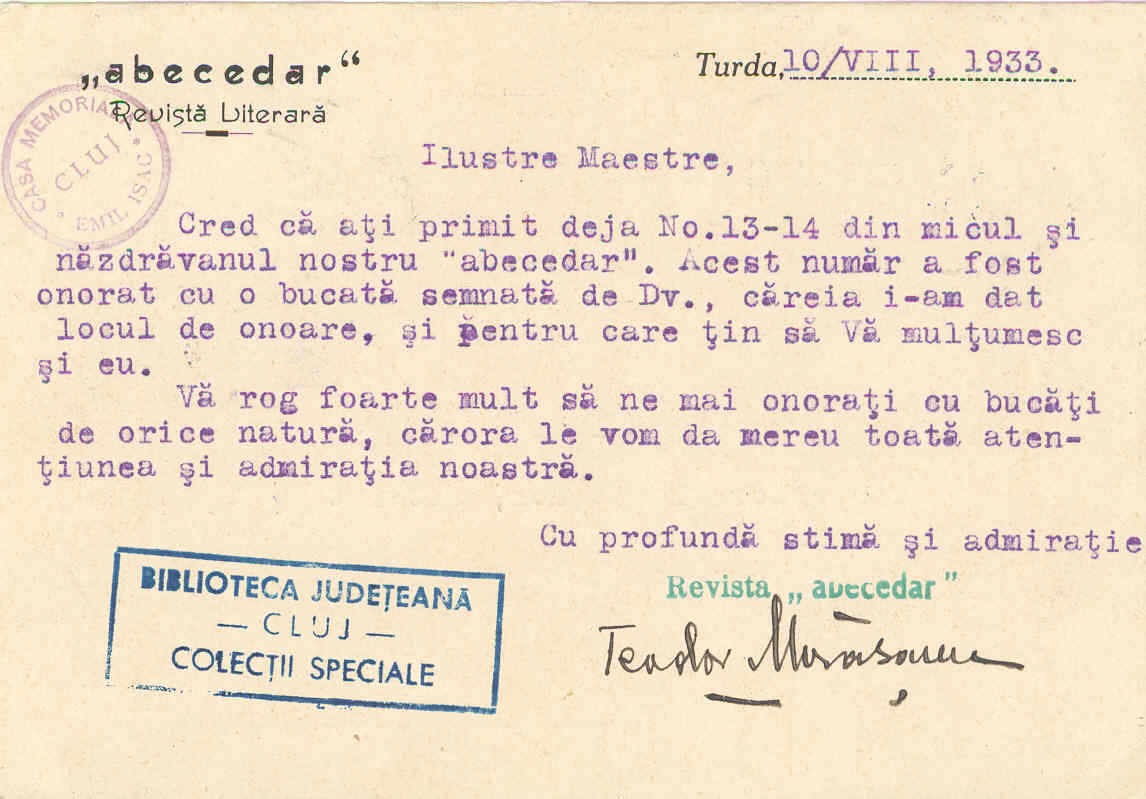 „abecedar“
Revistă Literară
Turda, 10/VIII, 1933.
CASA MEMORIALĂ
CLUJ
* EMIL ISAC *
Ilustre Maestre,
Cred că aţi primit deja No.13-14 din micul şi
năzdrăvanul nostru "abecedar". Acest număr a fost
onorat cu o bucată semnată de Dv., căreia i-am dat
locul de onoare, şi pentru care ţin să Vă mulţumesc
şi eu.
Vă rog foarte mult să ne mai onoraţi cu bucăţi
de orice natură, cărora le vom da mereu toată aten-
ţiunea şi admiraţia noastră.
Cu profundă stimă şi admiraţie
Revista „abecedar”
Teodor Murăşanu
BIBLIOTECA JUDEŢEANĂ
— CLUJ —
COLECŢII SPECIALE